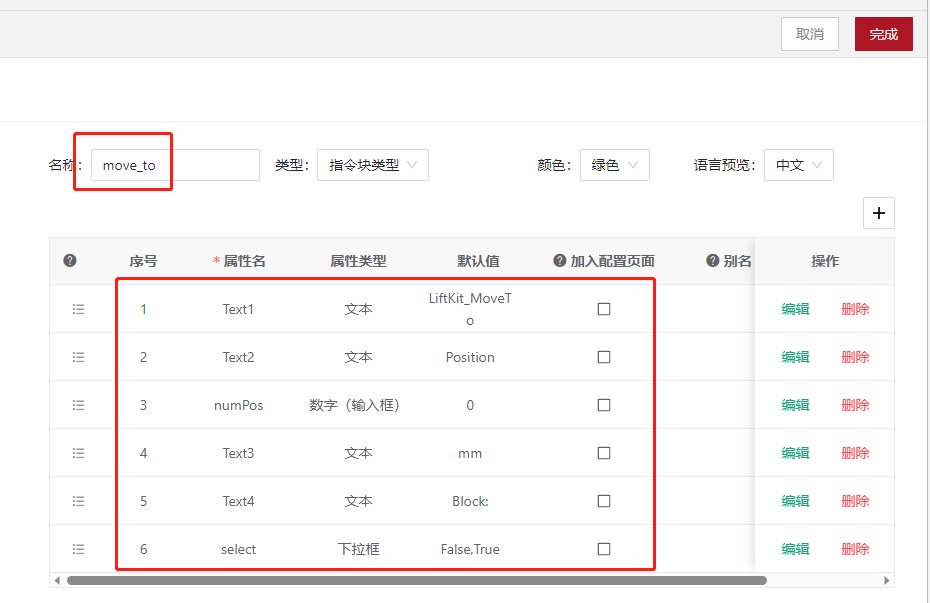 取消 完成
名称: move_to 类型: 指令块类型 颜色: 绿色 语言预览: 中文
+
? 序号 * 属性名 属性类型 默认值 ? 加入配置页面 ? 别名 操作
1 Text1 文本 LiftKit_MoveT
o 编辑 删除
2 Text2 文本 Position 编辑 删除
3 numPos 数字（输入框） 0 编辑 删除
4 Text3 文本 mm 编辑 删除
5 Text4 文本 Block: 编辑 删除
6 select 下拉框 False,True 编辑 删除